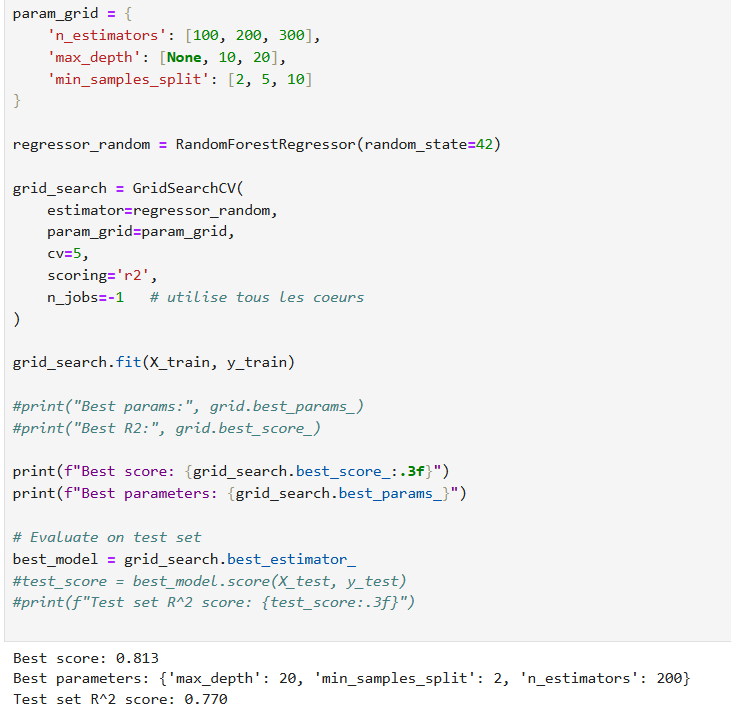 param_grid = {
    'n_estimators': [100, 200, 300],
    'max_depth': [None, 10, 20],
    'min_samples_split': [2, 5, 10]
}
regressor_random = RandomForestRegressor(random_state=42)
grid_search = GridSearchCV(
    estimator=regressor_random,
    param_grid=param_grid,
    cv=5,
    scoring='r2',
    n_jobs=-1   # utilise tous les coeurs
)
grid_search.fit(X_train, y_train)
#print("Best params:", grid.best_params_)
#print("Best R2:", grid.best_score_)
print(f"Best score: {grid_search.best_score_:.3f}")
print(f"Best parameters: {grid_search.best_params_}")
# Evaluate on test set
best_model = grid_search.best_estimator_
#test_score = best_model.score(X_test, y_test)
#print(f"Test set R^2 score: {test_score:.3f}")
Best score: 0.813
Best parameters: {'max_depth': 20, 'min_samples_split': 2, 'n_estimators': 200}
Test set R^2 score: 0.770